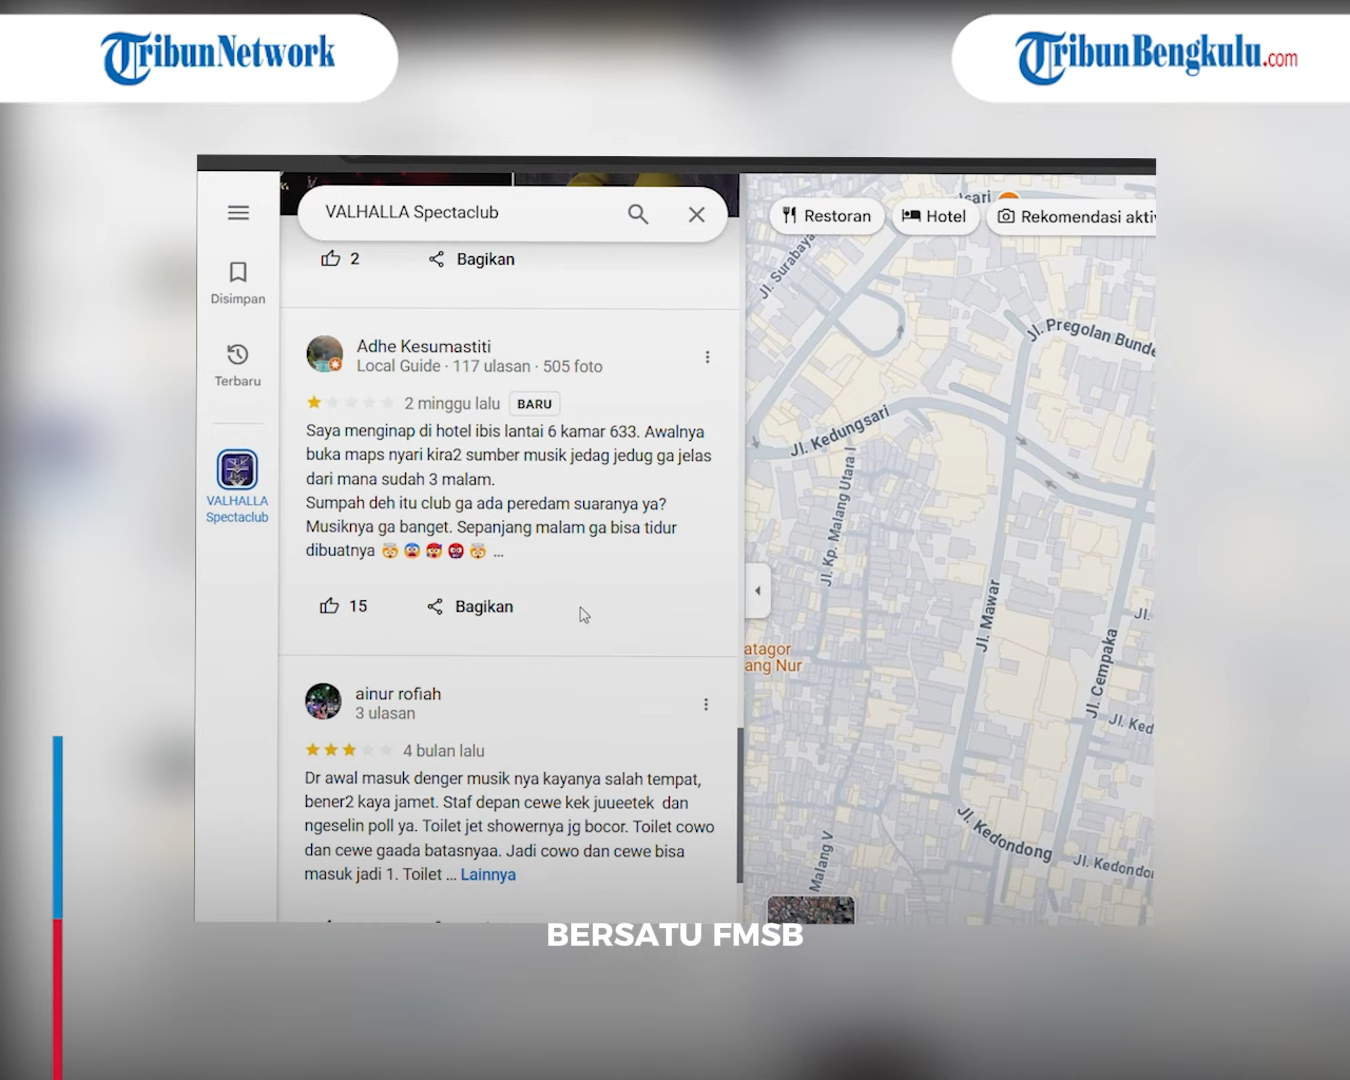 TribunNetwork
TribunBengkulu.com
VALHALLA Spectaclub
Disimpan
Terbaru
VALHALLA
Spectaclub
2
Bagikan
Adhe Kesumastiti
Local Guide · 117 ulasan · 505 foto
2 minggu lalu
BARU
Saya menginap di hotel ibis lantai 6 kamar 633. Awalnya
buka maps nyari kira2 sumber musik jedag jedug ga jelas
dari mana sudah 3 malam.
Sumpah deh itu club ga ada peredam suaranya ya?
Musiknya ga banget. Sepanjang malam ga bisa tidur
dibuatnya 🤯 😨 🥵 👹 🤯 ...
15
Bagikan
ainur rofiah
3 ulasan
4 bulan lalu
Dr awal masuk denger musik nya kayanya salah tempat,
bener2 kaya jamet. Staf depan cewe kek juueetek dan
ngeselin poll ya. Toilet jet showernya jg bocor. Toilet cowo
dan cewe gaada batasnyaa. Jadi cowo dan cewe bisa
masuk jadi 1. Toilet ... Lainnya
Restoran
Hotel
Rekomendasi akti
sari
Jl. Surabaya
Jl. Pregolan Bunde
Jl. Kedungsari
Jl. Kp. Malang Utara I
Jl. Mawar
Jl.
atagor
ang Nur
Jl. Cempaka
Jl. Ked
Malang V
Jl. Kedondong
Jl. Kedondo
BERSATU FMSB